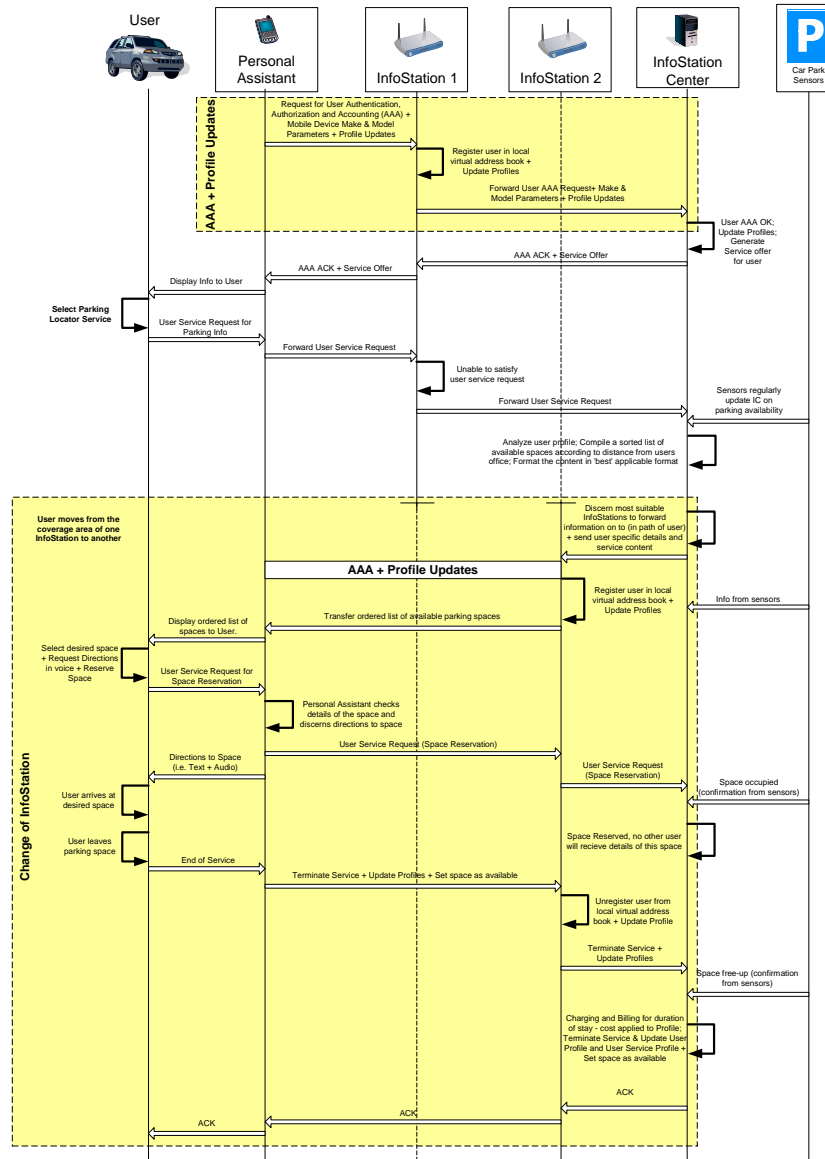 User
Personal
Assistant
InfoStation 1
InfoStation 2
InfoStation
Center
P
Car Park
Sensors
AAA + Profile Updates
Request for User Authentication,
Authorization and Accounting (AAA) +
Mobile Device Make & Model
Parameters + Profile Updates
Register user in local
virtual address book +
Update Profiles
Forward User AAA Request+ Make &
Model Parameters + Profile Updates
User AAA OK;
Update Profiles;
Generate
Service offer
for user
AAA ACK + Service Offer
AAA ACK + Service Offer
Display Info to User
Select Parking
Locator Service
User Service Request for
Parking Info
Forward User Service Request
Unable to satisfy
user service request
Forward User Service Request
Sensors regularly
update IC on
parking availability
Analyze user profile; Compile a sorted list of
available spaces according to distance from users
office; Format the content in 'best' applicable format
Change of InfoStation
User moves from the
coverage area of one
InfoStation to another
Discern most suitable
InfoStations to forward
information on to (in path of user)
+ send user specific details and
service content
AAA + Profile Updates
Register user in local
virtual address book +
Update Profiles
Info from sensors
Transfer ordered list of available parking spaces
Display ordered list of
spaces to User.
Select desired space
+ Request Directions
in voice + Reserve
Space
User Service Request for
Space Reservation
Personal Assistant checks
details of the space and
discerns directions to space
User Service Request (Space Reservation)
Directions to Space
(i.e. Text + Audio)
User Service Request
(Space Reservation)
Space occupied
(confirmation from sensors)
User arrives at
desired space
Space Reserved, no other user
will recieve details of this space
User leaves
parking space
End of Service
Terminate Service + Update Profiles + Set space as available
Unregister user from
local virtual address
book + Update Profile
Terminate Service +
Update Profiles
Space free-up (confirmation
from sensors)
Charging and Billing for duration
of stay - cost applied to Profile;
Terminate Service & Update User
Profile and User Service Profile +
Set space as available
ACK
ACK
ACK